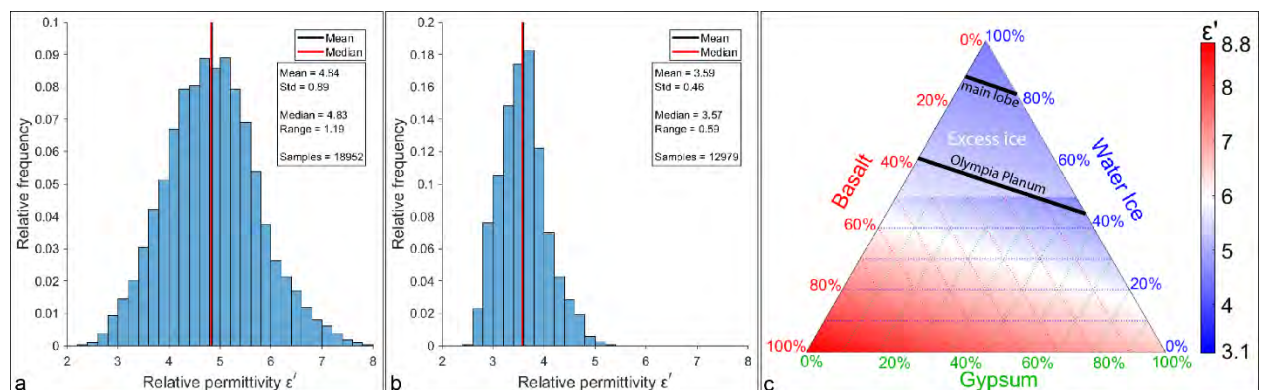 0.1
0.09
0.08
0.07
0.06
0.05
0.04
0.03
0.02
0.01
0
Relative frequency
Mean
Median
Mean = 4.84
Std = 0.89
Median = 4.83
Range = 1.19
Samples = 18952
2 3 4 5 6 7 8
Relative permittivity ε'
a
0.2
0.18
0.16
0.14
0.12
0.1
0.08
0.06
0.04
0.02
0
Relative frequency
Mean
Median
Mean = 3.59
Std = 0.46
Median = 3.57
Range = 0.59
Samples = 12979
2 3 4 5 6 7 8
Relative permittivity ε'
b
0% 100%
20% main lobe 80%
Excess ice
40% Olympia Planum 60%
Basalt Water Ice
60% 40%
80% 20%
100% 0%
0% 20% 40% 60% 80% 100%
Gypsum
c
ε'
8.8
8
7
6
5
4
3.1